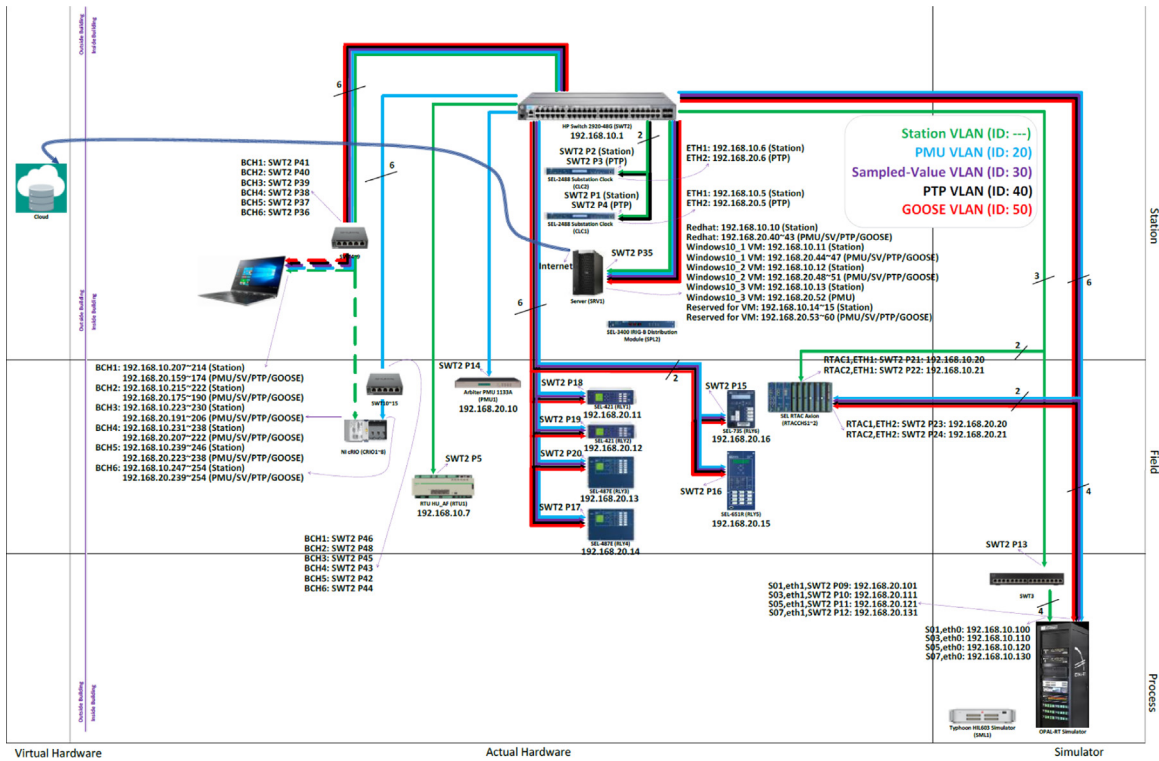 Outside Building
Inside Building
6
2
HP Switch 2920-48G (SWT2)
192.168.10.1
Station VLAN (ID: ---)
PMU VLAN (ID: 20)
Sampled-Value VLAN (ID: 30)
PTP VLAN (ID: 40)
GOOSE VLAN (ID: 50)
Cloud
BCH1: SWT2 P41
BCH2: SWT2 P40
BCH3: SWT2 P39
BCH4: SWT2 P38
BCH5: SWT2 P37
BCH6: SWT2 P36
6
SWT2 P2 (Station)
SWT2 P3 (PTP)
SEL-2488 Substation Clock
(CLC2)
ETH1: 192.168.10.6 (Station)
ETH2: 192.168.20.6 (PTP)
SWT2 P1 (Station)
SWT2 P4 (PTP)
SEL-2488 Substation Clock
(CLC1)
ETH1: 192.168.10.5 (Station)
ETH2: 192.168.20.5 (PTP)
Internet
SWT2 P35
Server (SRV1)
Redhat: 192.168.10.10 (Station)
Redhat: 192.168.20.40~43 (PMU/SV/PTP/GOOSE)
Windows10_1 VM: 192.168.10.11 (Station)
Windows10_1 VM: 192.168.20.44~47 (PMU/SV/PTP/GOOSE)
Windows10_2 VM: 192.168.10.12 (Station)
Windows10_2 VM: 192.168.20.48~51 (PMU/SV/PTP/GOOSE)
Windows10_3 VM: 192.168.10.13 (Station)
Windows10_3 VM: 192.168.20.52 (PMU)
Reserved for VM: 192.168.10.14~15 (Station)
Reserved for VM: 192.168.20.53~60 (PMU/SV/PTP/GOOSE)
SEL-3400 IRIG-B Distribution
Module (SPL2)
3
6
6
Station
Outside Building
Inside Building
BCH1: 192.168.10.207~214 (Station)
192.168.20.159~174 (PMU/SV/PTP/GOOSE)
BCH2: 192.168.10.215~222 (Station)
192.168.20.175~190 (PMU/SV/PTP/GOOSE)
BCH3: 192.168.10.223~230 (Station)
192.168.20.191~206 (PMU/SV/PTP/GOOSE)
BCH4: 192.168.10.231~238 (Station)
192.168.20.207~222 (PMU/SV/PTP/GOOSE)
BCH5: 192.168.10.239~246 (Station)
192.168.20.223~238 (PMU/SV/PTP/GOOSE)
BCH6: 192.168.10.247~254 (Station)
192.168.20.239~254 (PMU/SV/PTP/GOOSE)
SWT10~15
NI cRIO (CRIO1~8)
SWT2 P14
Arbiter PMU 1133A
(PMU1)
192.168.20.10
SWT2 P5
RTU HU_AF (RTU1)
192.168.10.7
SWT2 P18
SEL-421 (RLY1)
192.168.20.11
SWT2 P19
SEL-421 (RLY2)
192.168.20.12
SWT2 P20
SEL-487E (RLY3)
192.168.20.13
SWT2 P17
SEL-487E (RLY4)
192.168.20.14
2
SWT2 P15
SEL-735 (RLY6)
192.168.20.16
SWT2 P16
SEL-651R (RLY5)
192.168.20.15
2
RTAC1,ETH1: SWT2 P21: 192.168.10.20
RTAC2,ETH1: SWT2 P22: 192.168.10.21
SEL RTAC Axion
(RTACCHS1~2)
2
RTAC1,ETH2: SWT2 P23: 192.168.20.20
RTAC2,ETH2: SWT2 P24: 192.168.20.21
4
Field
BCH1: SWT2 P46
BCH2: SWT2 P48
BCH3: SWT2 P45
BCH4: SWT2 P43
BCH5: SWT2 P42
BCH6: SWT2 P44
SWT2 P13
SWT3
4
S01,eth1,SWT2 P09: 192.168.20.101
S03,eth1,SWT2 P10: 192.168.20.111
S05,eth1,SWT2 P11: 192.168.20.121
S07,eth1,SWT2 P12: 192.168.20.131
S01,eth0: 192.168.10.100
S03,eth0: 192.168.10.110
S05,eth0: 192.168.10.120
S07,eth0: 192.168.10.130
Typhoon HIL603 Simulator
(SML1)
OPAL-RT Simulator
Process
Outside Building
Inside Building
Virtual Hardware
Actual Hardware
Simulator